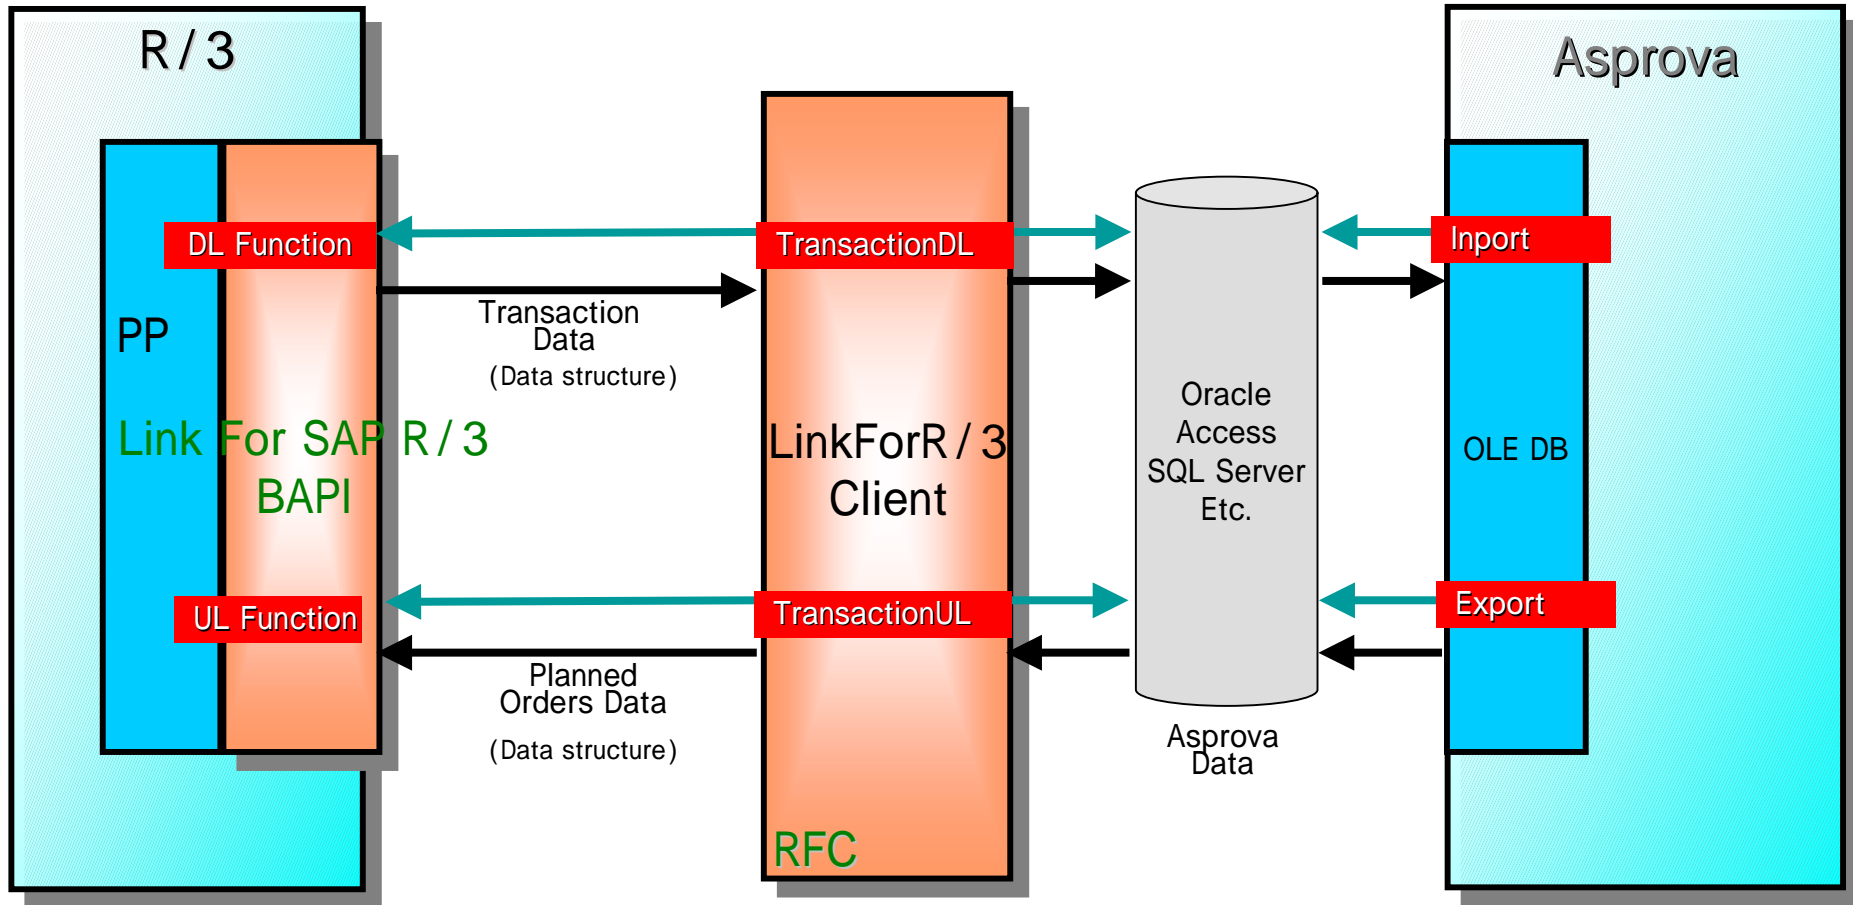 R/3
Asprova
DL Function
TransactionDL
Inport
Transaction
Data
(Data structure)
PP
Link For SAP R/3
BAPI
LinkForR/3
Client
Oracle
Access
SQL Server
Etc.
OLE DB
UL Function
TransactionUL
Export
Planned
Orders Data
(Data structure)
Asprova
Data
RFC